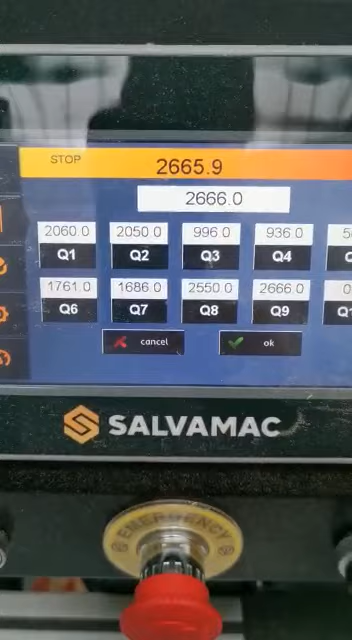 STOP
2665.9
2666.0
2060.0 2050.0 996.0 936.0
Q1 Q2 Q3 Q4
1761.0 1686.0 2550.0 2666.0
Q6 Q7 Q8 Q9
cancel ok
SALVAMAC
EMERGENCY